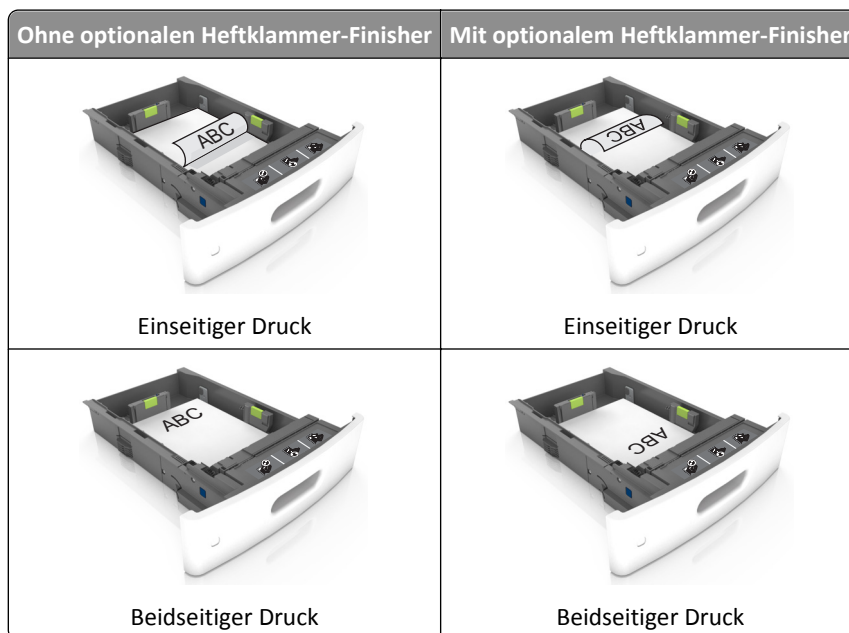 Ohne optionalen Heftklammer-Finisher
Mit optionalem Heftklammer-Finisher
ABC
ABC
Einseitiger Druck
Einseitiger Druck
ABC
ABC
Beidseitiger Druck
Beidseitiger Druck